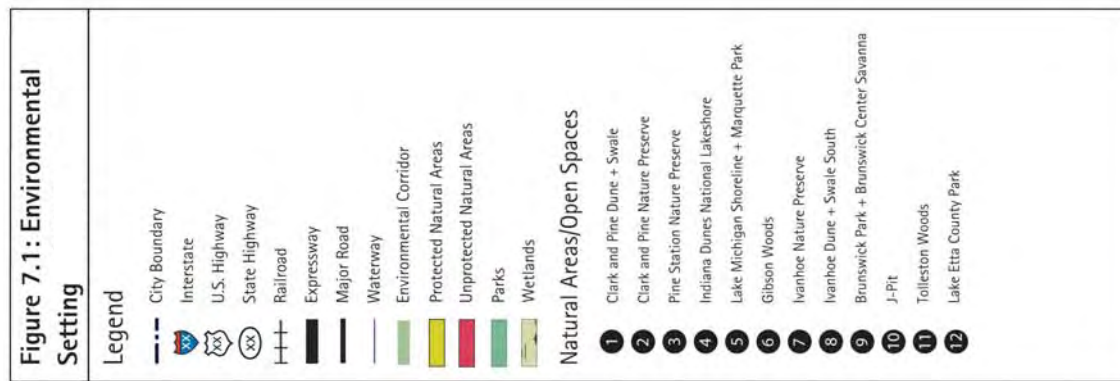 Figure 7.1: Environmental
Setting
Legend
City Boundary
XX Interstate
XX U.S. Highway
XX State Highway
Railroad
Expressway
Major Road
Waterway
Environmental Corridor
Protected Natural Areas
Unprotected Natural Areas
Parks
Wetlands
Natural Areas/Open Spaces
1 Clark and Pine Dune + Swale
2 Clark and Pine Nature Preserve
3 Pine Station Nature Preserve
4 Indiana Dunes National Lakeshore
5 Lake Michigan Shoreline + Marquette Park
6 Gibson Woods
7 Ivanhoe Nature Preserve
8 Ivanhoe Dune + Swale South
9 Brunswick Park + Brunswick Center Savanna
10 J-Pit
11 Tolleston Woods
12 Lake Etta County Park